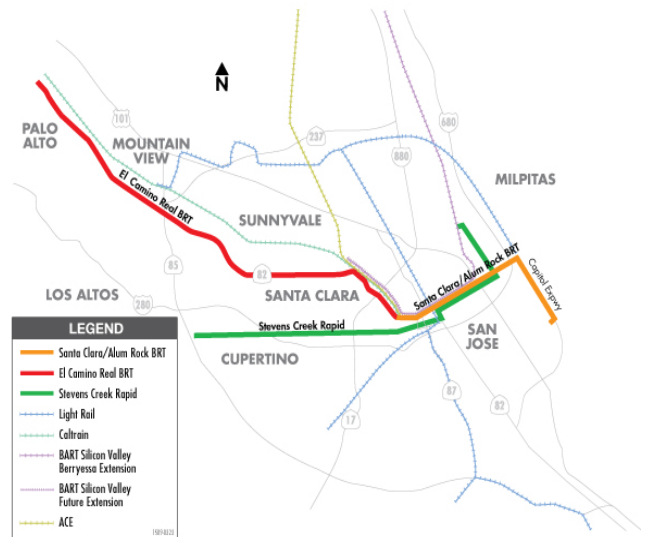 N
PALO
ALTO
101
MOUNTAIN
VIEW
237
680
880
MILPITAS
El Camino Real BRT
SUNNYVALE
85
82
LOS ALTOS
280
SANTA CLARA
Santa Clara/Alum Rock BRT
Capitol Expwy
Stevens Creek Rapid
SAN
JOSE
CUPERTINO
87
82
17
LEGEND
Santa Clara/Alum Rock BRT
El Camino Real BRT
Stevens Creek Rapid
Light Rail
Caltrain
BART Silicon Valley
Berryessa Extension
BART Silicon Valley
Future Extension
ACE